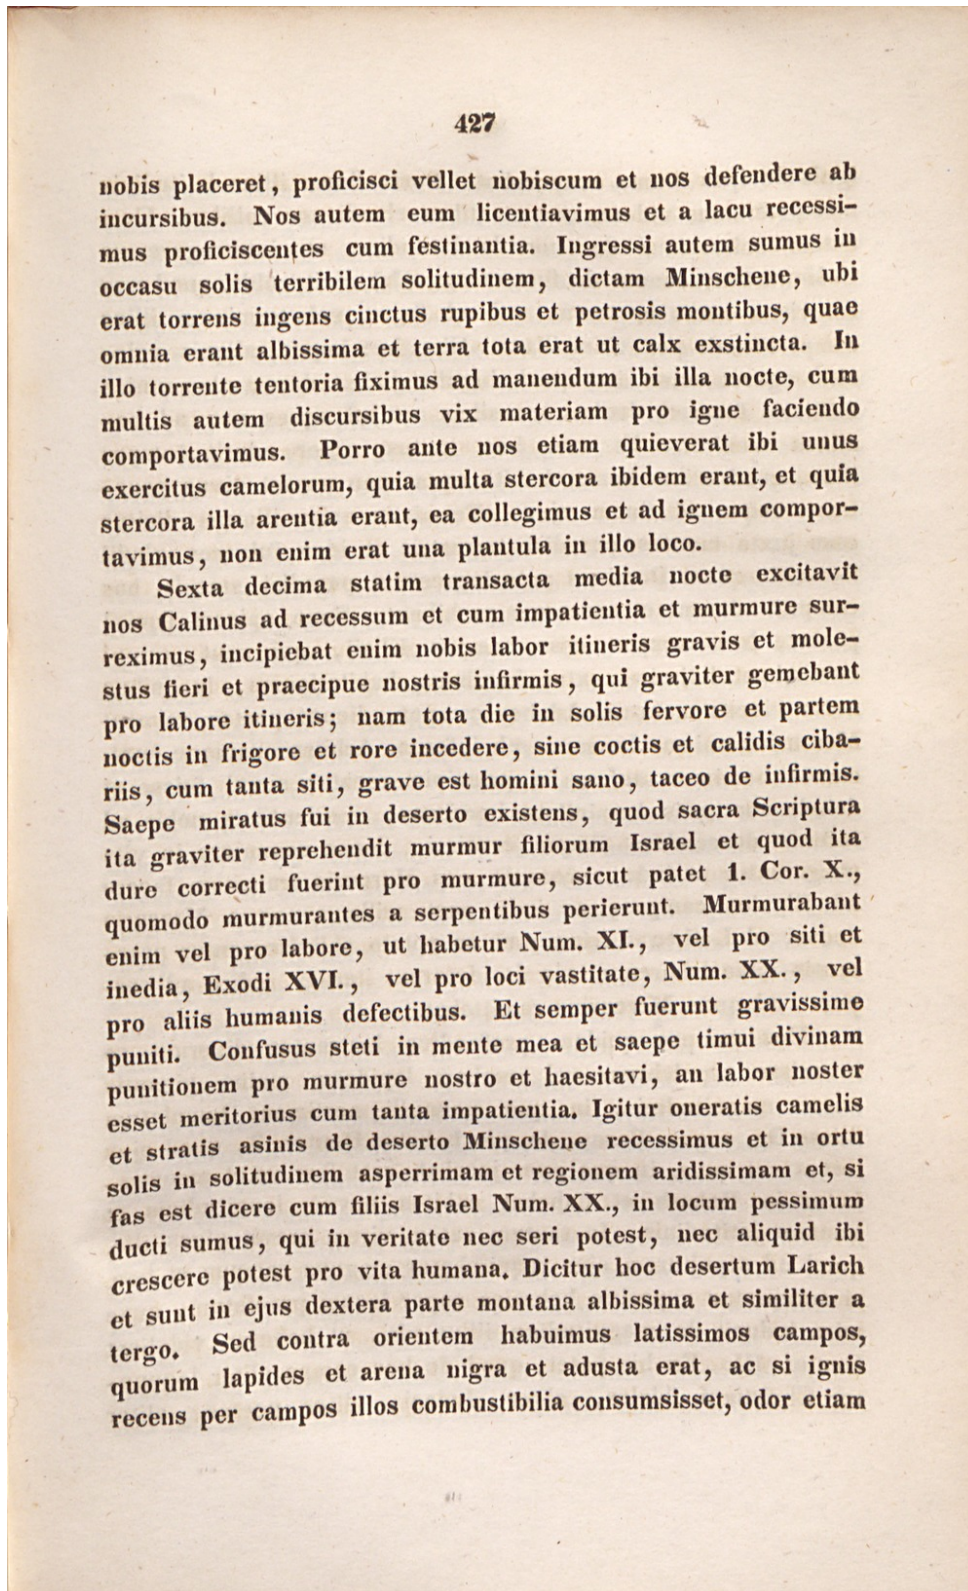 427
nobis placeret, proficisci vellet nobiscum et nos defendere ab
incursibus. Nos autem eum licentiavimus et a lacu recessi-
mus proficiscentes cum festinantia. Ingressi autem sumus in
occasu solis terribilem solitudinem, dictam Minschene, ubi
erat torrens ingens cinctus rupibus et petrosis montibus, quae
omnia erant albissima et terra tota erat ut calx exstincta. In
illo torrente tentoria fiximus ad manendum ibi illa nocte, cum
multis autem discursibus vix materiam pro igne faciendo
comportavimus. Porro ante nos etiam quieverat ibi unus
exercitus camelorum, quia multa stercora ibidem erant, et quia
stercora illa arentia erant, ea collegimus et ad ignem compor-
tavimus, non enim erat una plantula in illo loco.
Sexta decima statim transacta media nocte excitavit
nos Calinus ad recessum et cum impatientia et murmure sur-
reximus, incipiebat enim nobis labor itineris gravis et mole-
stus fieri et praecipue nostris infirmis, qui graviter gemebant
pro labore itineris; nam tota die in solis fervore et partem
noctis in frigore et rore incedere, sine coctis et calidis ciba-
riis, cum tanta siti, grave est homini sano, taceo de infirmis.
Saepe miratus fui in deserto existens, quod sacra Scriptura
ita graviter reprehendit murmur filiorum Israel et quod ita
dure correcti fuerint pro murmure, sicut patet 1. Cor. X.,
quomodo murmurantes a serpentibus perierunt. Murmurabant
enim vel pro labore, ut habetur Num. XI., vel pro siti et
inedia, Exodi XVI., vel pro loci vastitate, Num. XX., vel
pro aliis humanis defectibus. Et semper fuerunt gravissime
puniti. Confusus steti in mente mea et saepe timui divinam
punitionem pro murmure nostro et haesitavi, an labor noster
esset meritorius cum tanta impatientia. Igitur oneratis camelis
et stratis asinis de deserto Minschene recessimus et in ortu
solis in solitudinem asperrimam et regionem aridissimam et, si
fas est dicere cum filiis Israel Num. XX., in locum pessimum
ducti sumus, qui in veritate nec seri potest, nec aliquid ibi
crescere potest pro vita humana. Dicitur hoc desertum Larich
et sunt in ejus dextera parte montana albissima et similiter a
tergo. Sed contra orientem habuimus latissimos campos,
quorum lapides et arena nigra et adusta erat, ac si ignis
recens per campos illos combustibilia consumsisset, odor etiam